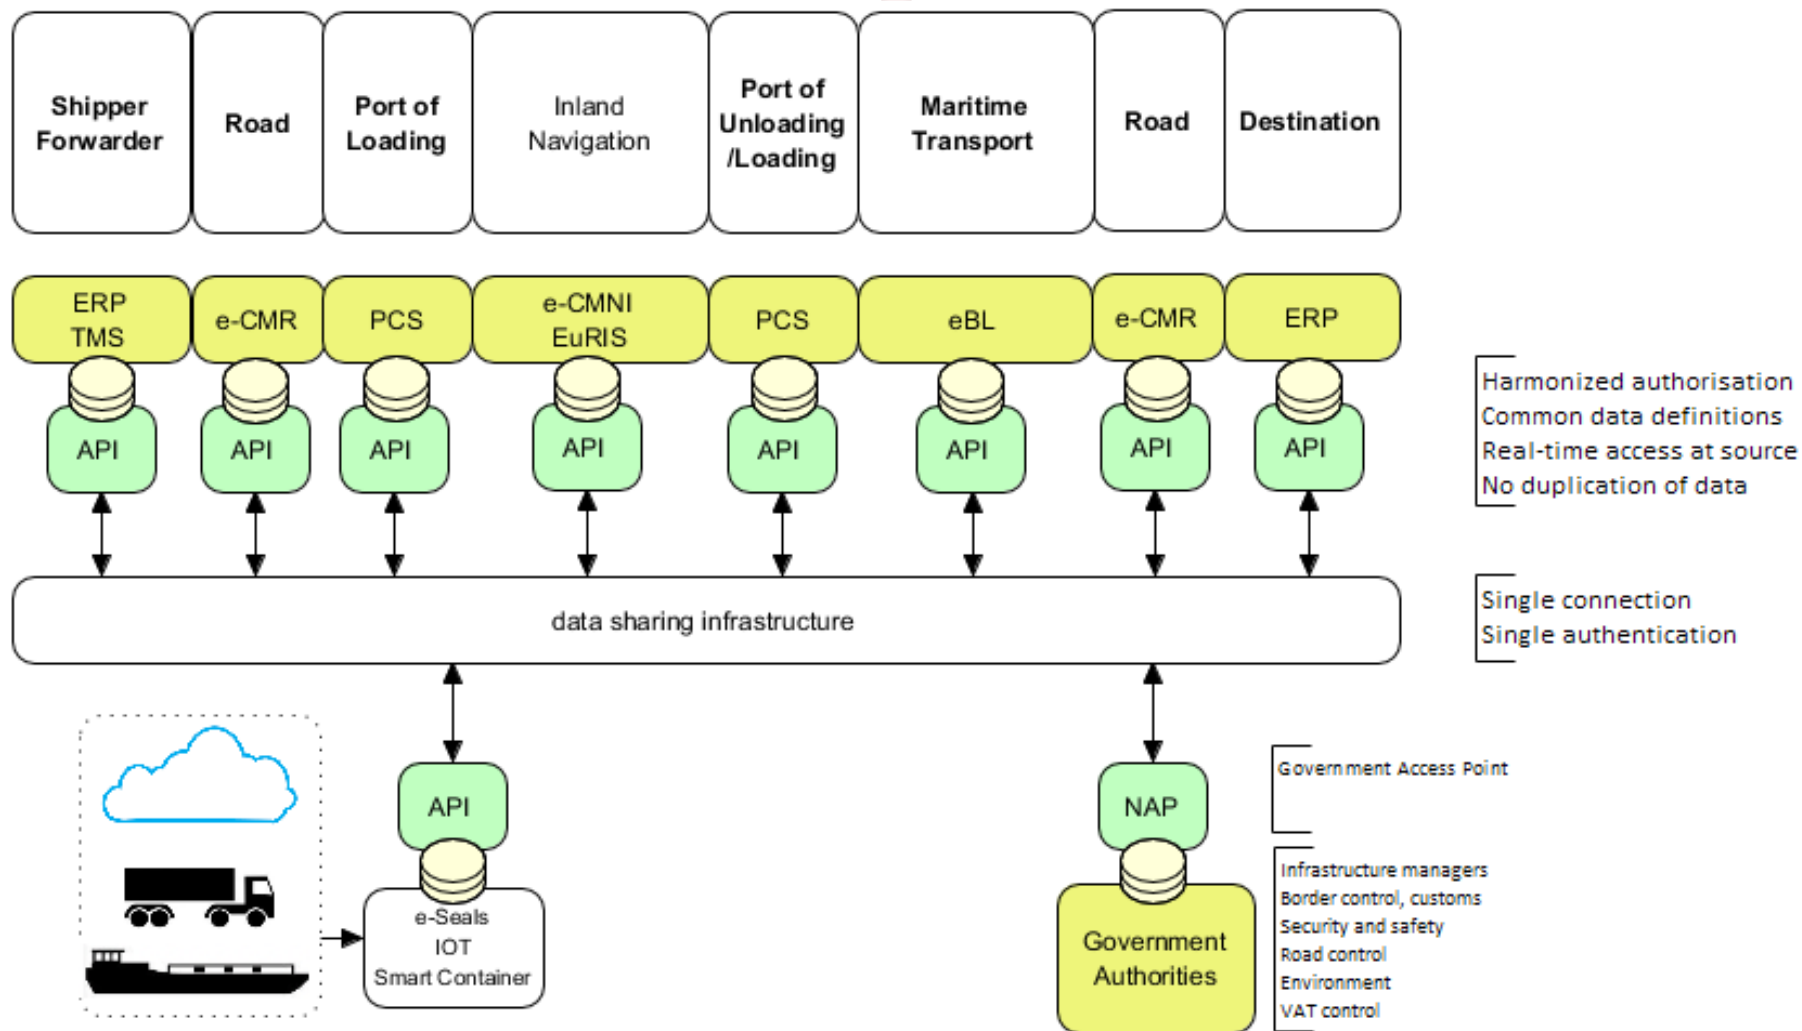 Shipper
Forwarder
Road
Port of
Loading
Inland
Navigation
Port of
Unloading
/Loading
Maritime
Transport
Road
Destination
ERP
TMS
e-CMR
PCS
e-CMNI
EuRIS
PCS
eBL
e-CMR
ERP
API
API
API
API
API
API
API
API
Harmonized authorisation
Common data definitions
Real-time access at source
No duplication of data
data sharing infrastructure
Single connection
Single authentication
API
NAP
Government Access Point
e-Seals
IOT
Smart Container
Government
Authorities
Infrastructure managers
Border control, customs
Security and safety
Road control
Environment
VAT control